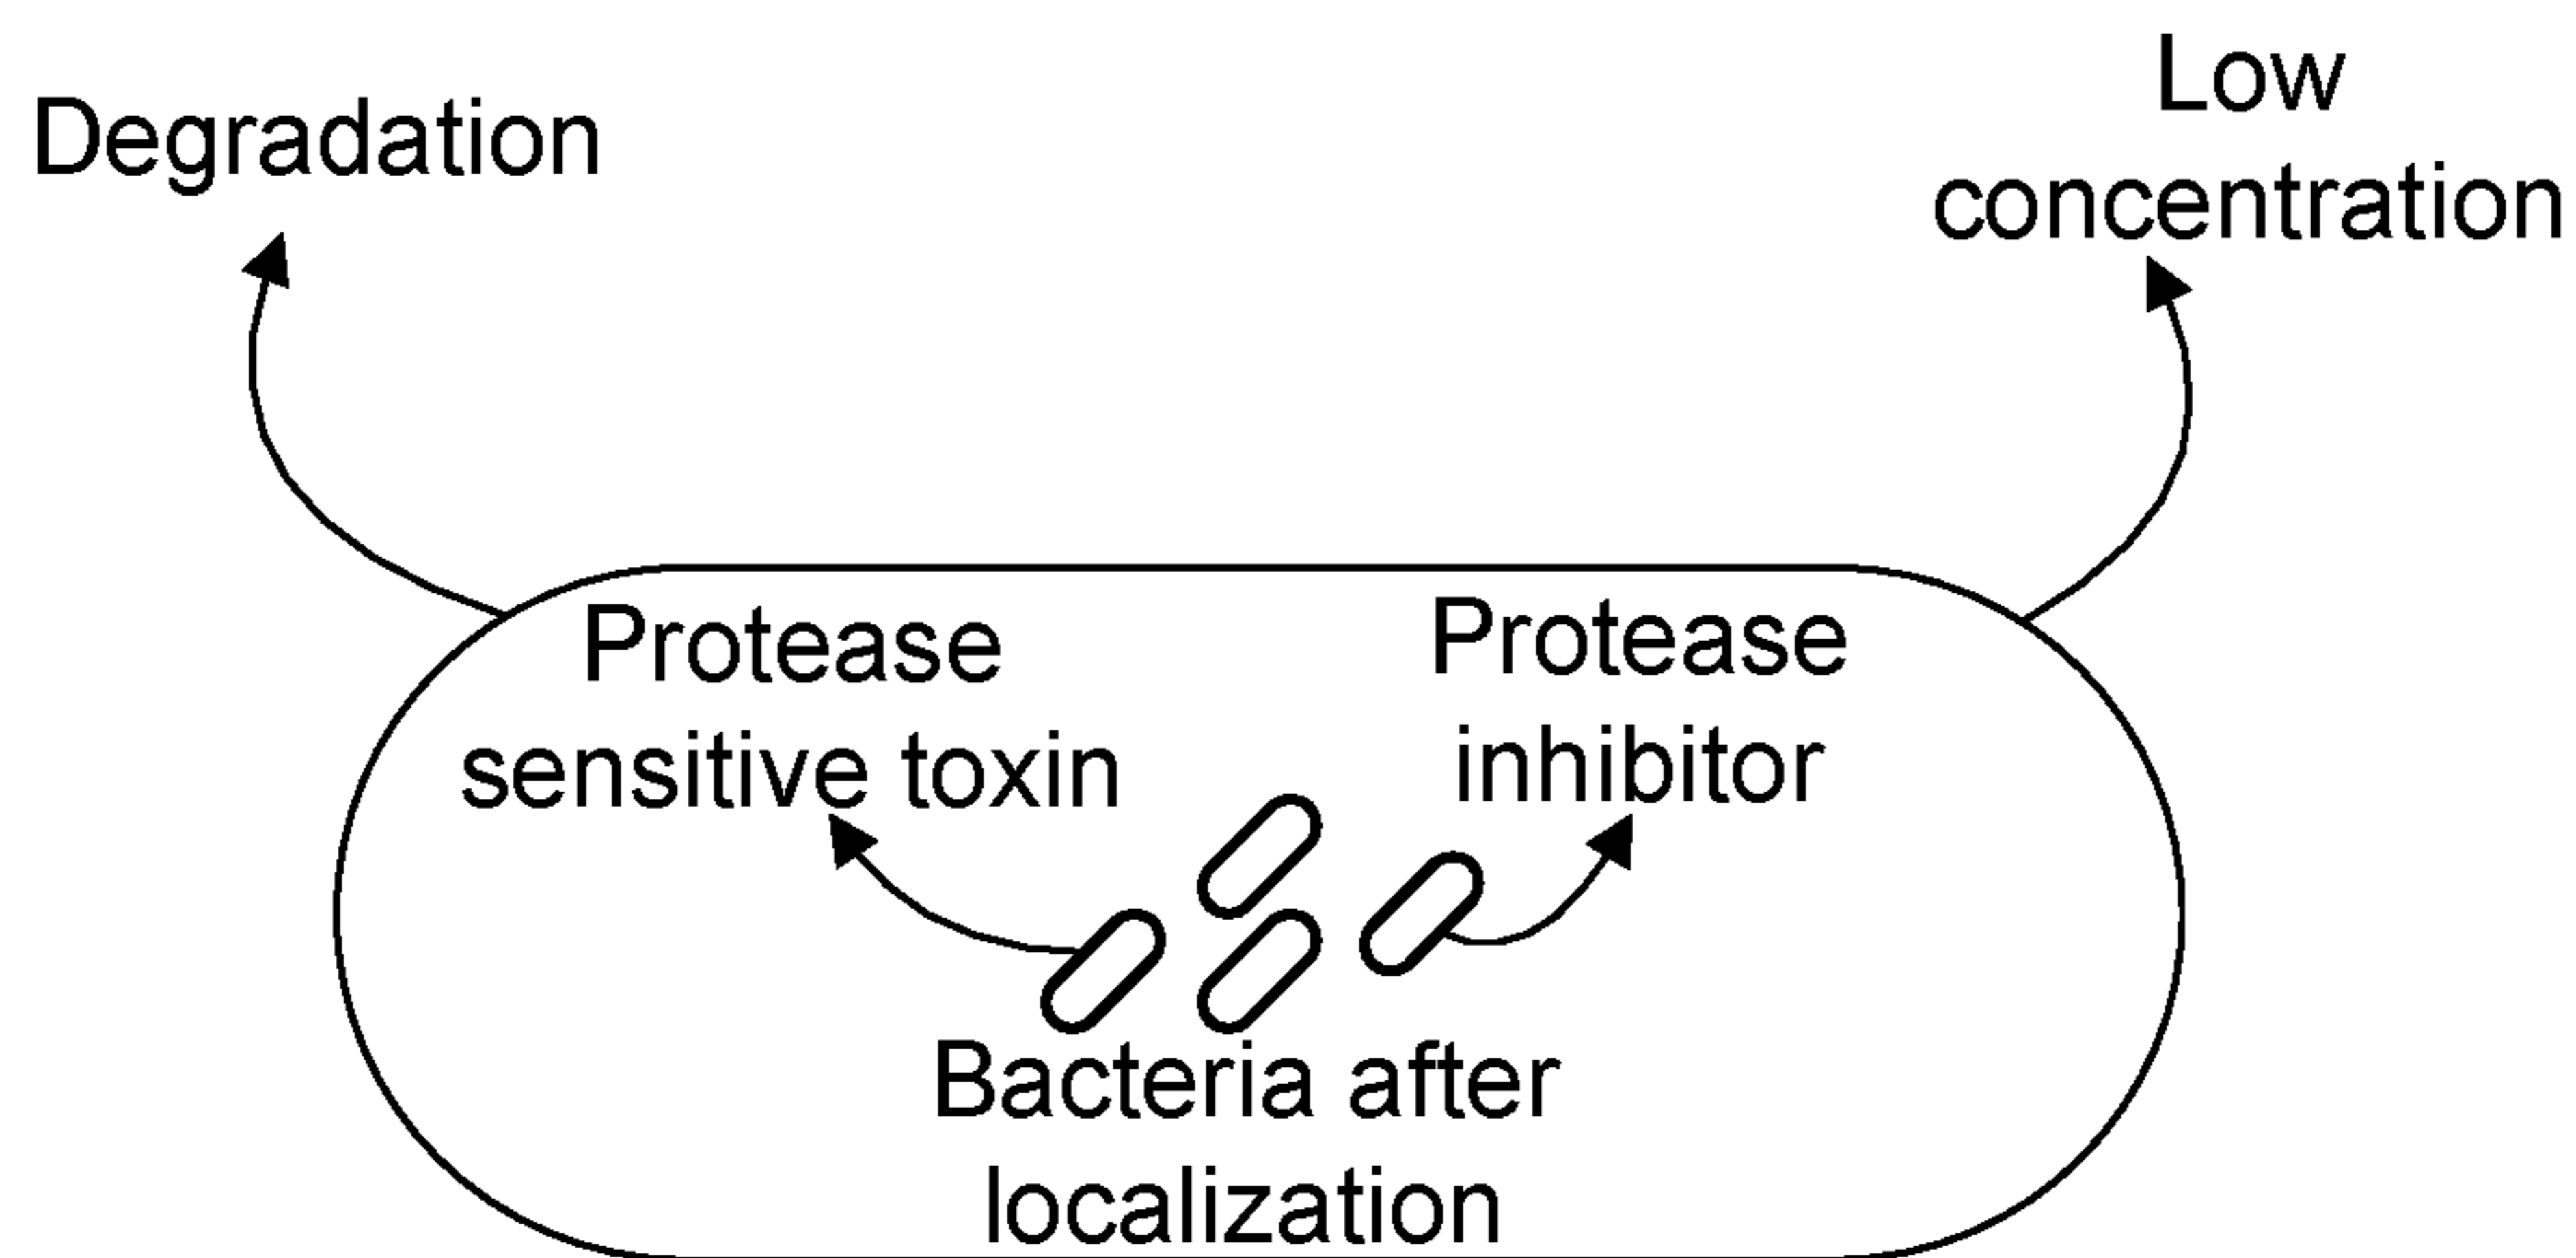 Degradation
Low
concentration
Protease
sensitive toxin
Protease
inhibitor
Bacteria after
localization